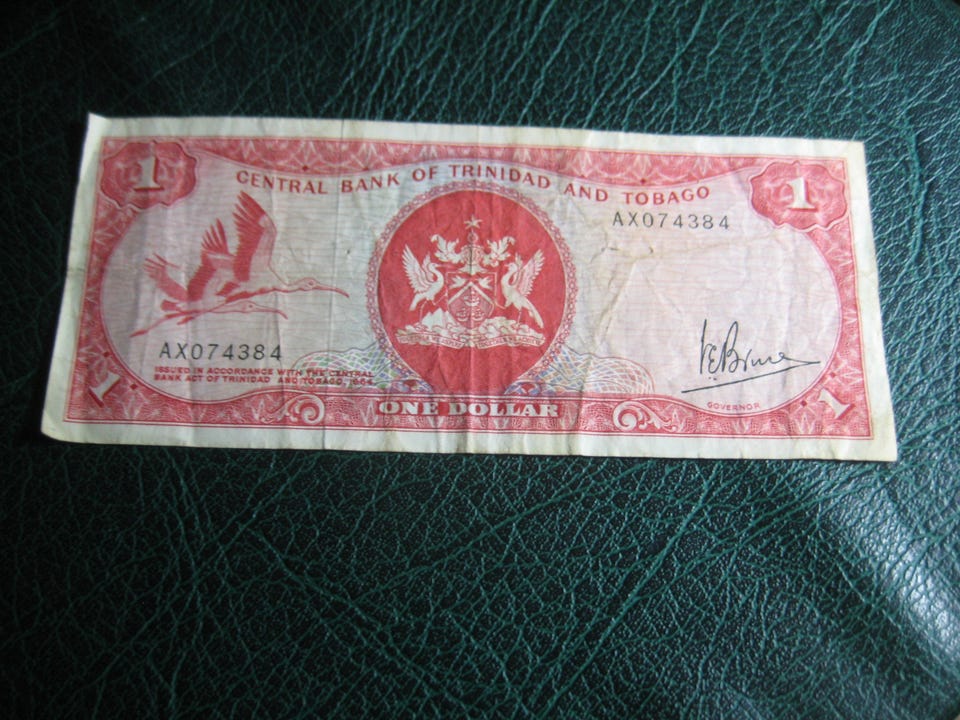 1
1
CENTRAL BANK OF TRINIDAD AND TOBAGO
AX074384
AX074384
ISSUED IN ACCORDANCE WITH THE CENTRAL
BANK ACT OF TRINIDAD AND TOBAGO, 1964
GOVERNOR
1
ONE DOLLAR
1